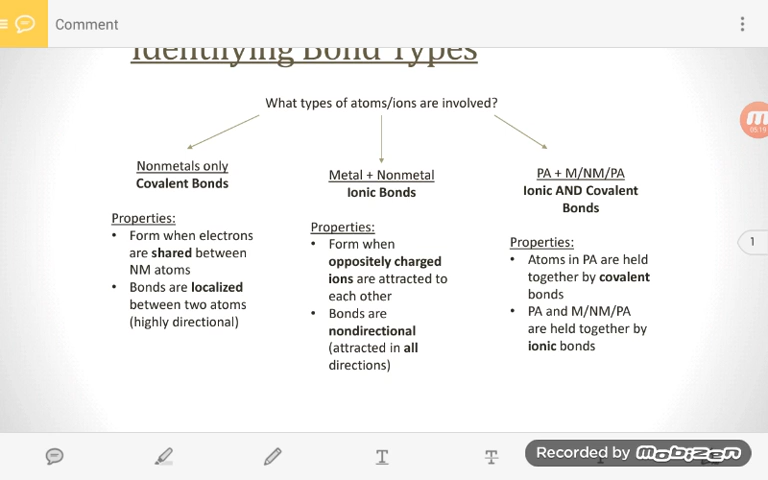 Comment
Identifying Bond Types
What types of atoms/ions are involved?
Nonmetals only
Covalent Bonds
Properties:
• Form when electrons
are shared between
NM atoms
• Bonds are localized
between two atoms
(highly directional)
Metal + Nonmetal
Ionic Bonds
Properties:
• Form when
oppositely charged
ions are attracted to
each other
• Bonds are
nondirectional
(attracted in all
directions)
PA + M/NM/PA
Ionic AND Covalent
Bonds
Properties:
• Atoms in PA are held
together by covalent
bonds
• PA and M/NM/PA
are held together by
ionic bonds
1
T
T
Recorded by mobizen